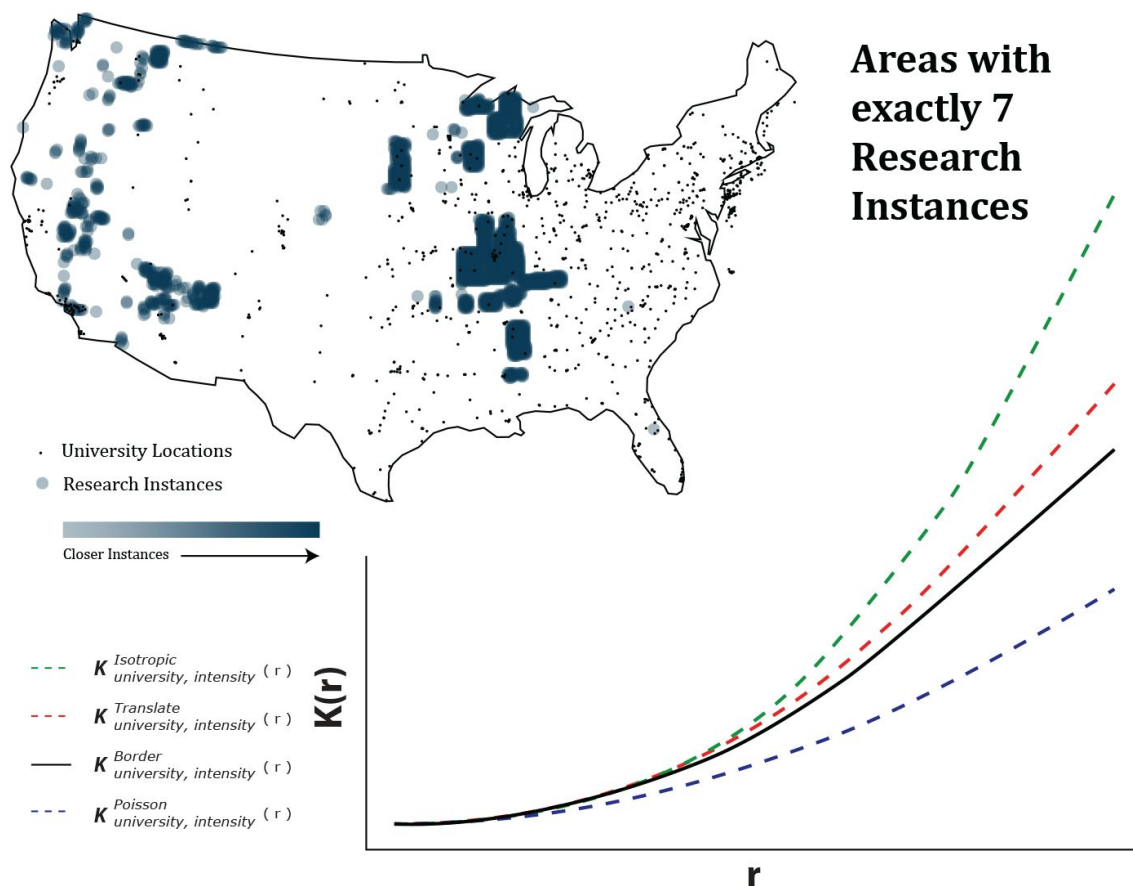 Areas with
exactly 7
Research
Instances
University Locations
Research Instances
Closer Instances
K Isotropic university, intensity ( r )
K Translate university, intensity ( r )
K Border university, intensity ( r )
K Poisson university, intensity ( r )
K(r)
r